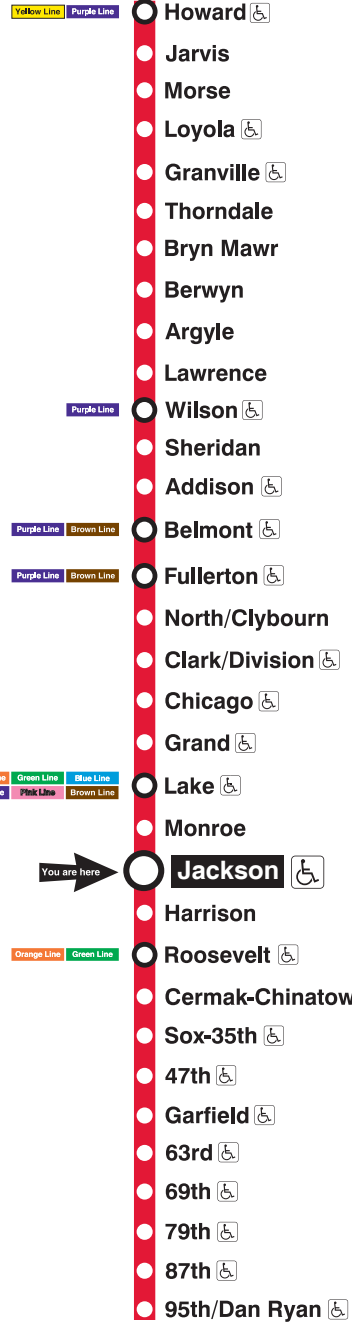 Yellow Line Purple Line Howard
Jarvis
Morse
Loyola
Granville
Thorndale
Bryn Mawr
Berwyn
Argyle
Lawrence
Purple Line Wilson
Sheridan
Addison
Purple Line Brown Line Belmont
Purple Line Brown Line Fullerton
North/Clybourn
Clark/Division
Chicago
Grand
Green Line Blue Line
Pink Line Brown Line
Lake
Monroe
You are here Jackson
Harrison
Orange Line Green Line Roosevelt
Cermak-Chinatow
Sox-35th
47th
Garfield
63rd
69th
79th
87th
95th/Dan Ryan